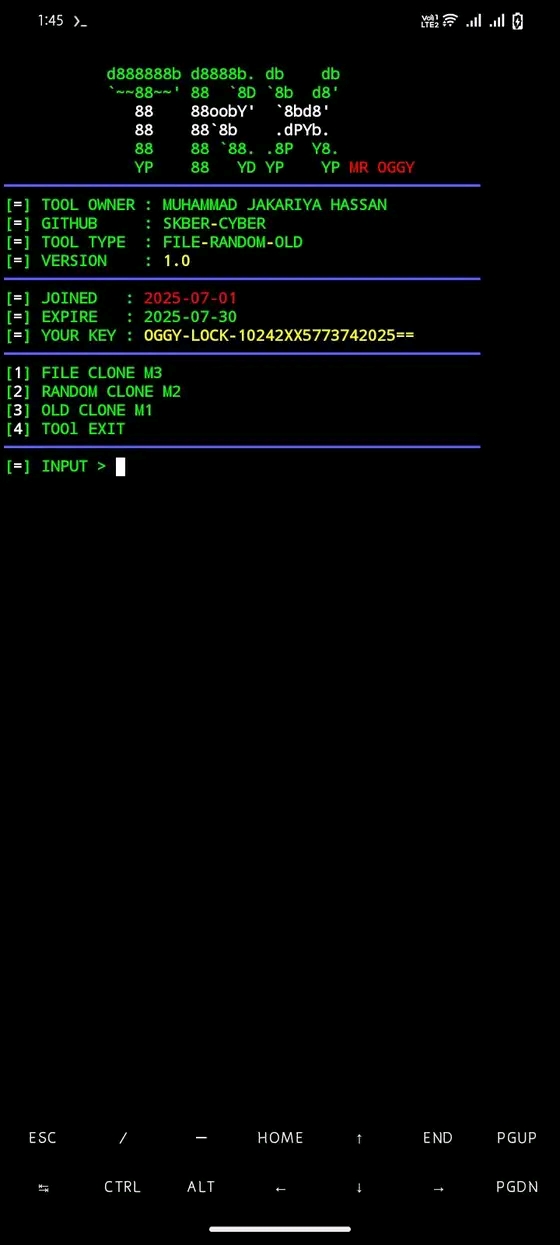 1:45
Vo)) 1
LTE2
d888888b d8888b. db    db
`~~88~~' 88  `8D `8b  d8'
88    88oobY'  `8bd8'
88    88`8b    .dPYb.
88    88 `88. .8P  Y8.
YP    88   YD YP    YP MR OGGY
[=] TOOL OWNER : MUHAMMAD JAKARIYA HASSAN
[=] GITHUB     : SKBER-CYBER
[=] TOOL TYPE  : FILE-RANDOM-OLD
[=] VERSION    : 1.0
[=] JOINED   : 2025-07-01
[=] EXPIRE   : 2025-07-30
[=] YOUR KEY : OGGY-LOCK-10242XX5773742025==
[1] FILE CLONE M3
[2] RANDOM CLONE M2
[3] OLD CLONE M1
[4] TOOl EXIT
[=] INPUT >
ESC / — HOME ↑ END PGUP
↹ CTRL ALT ← ↓ → PGDN